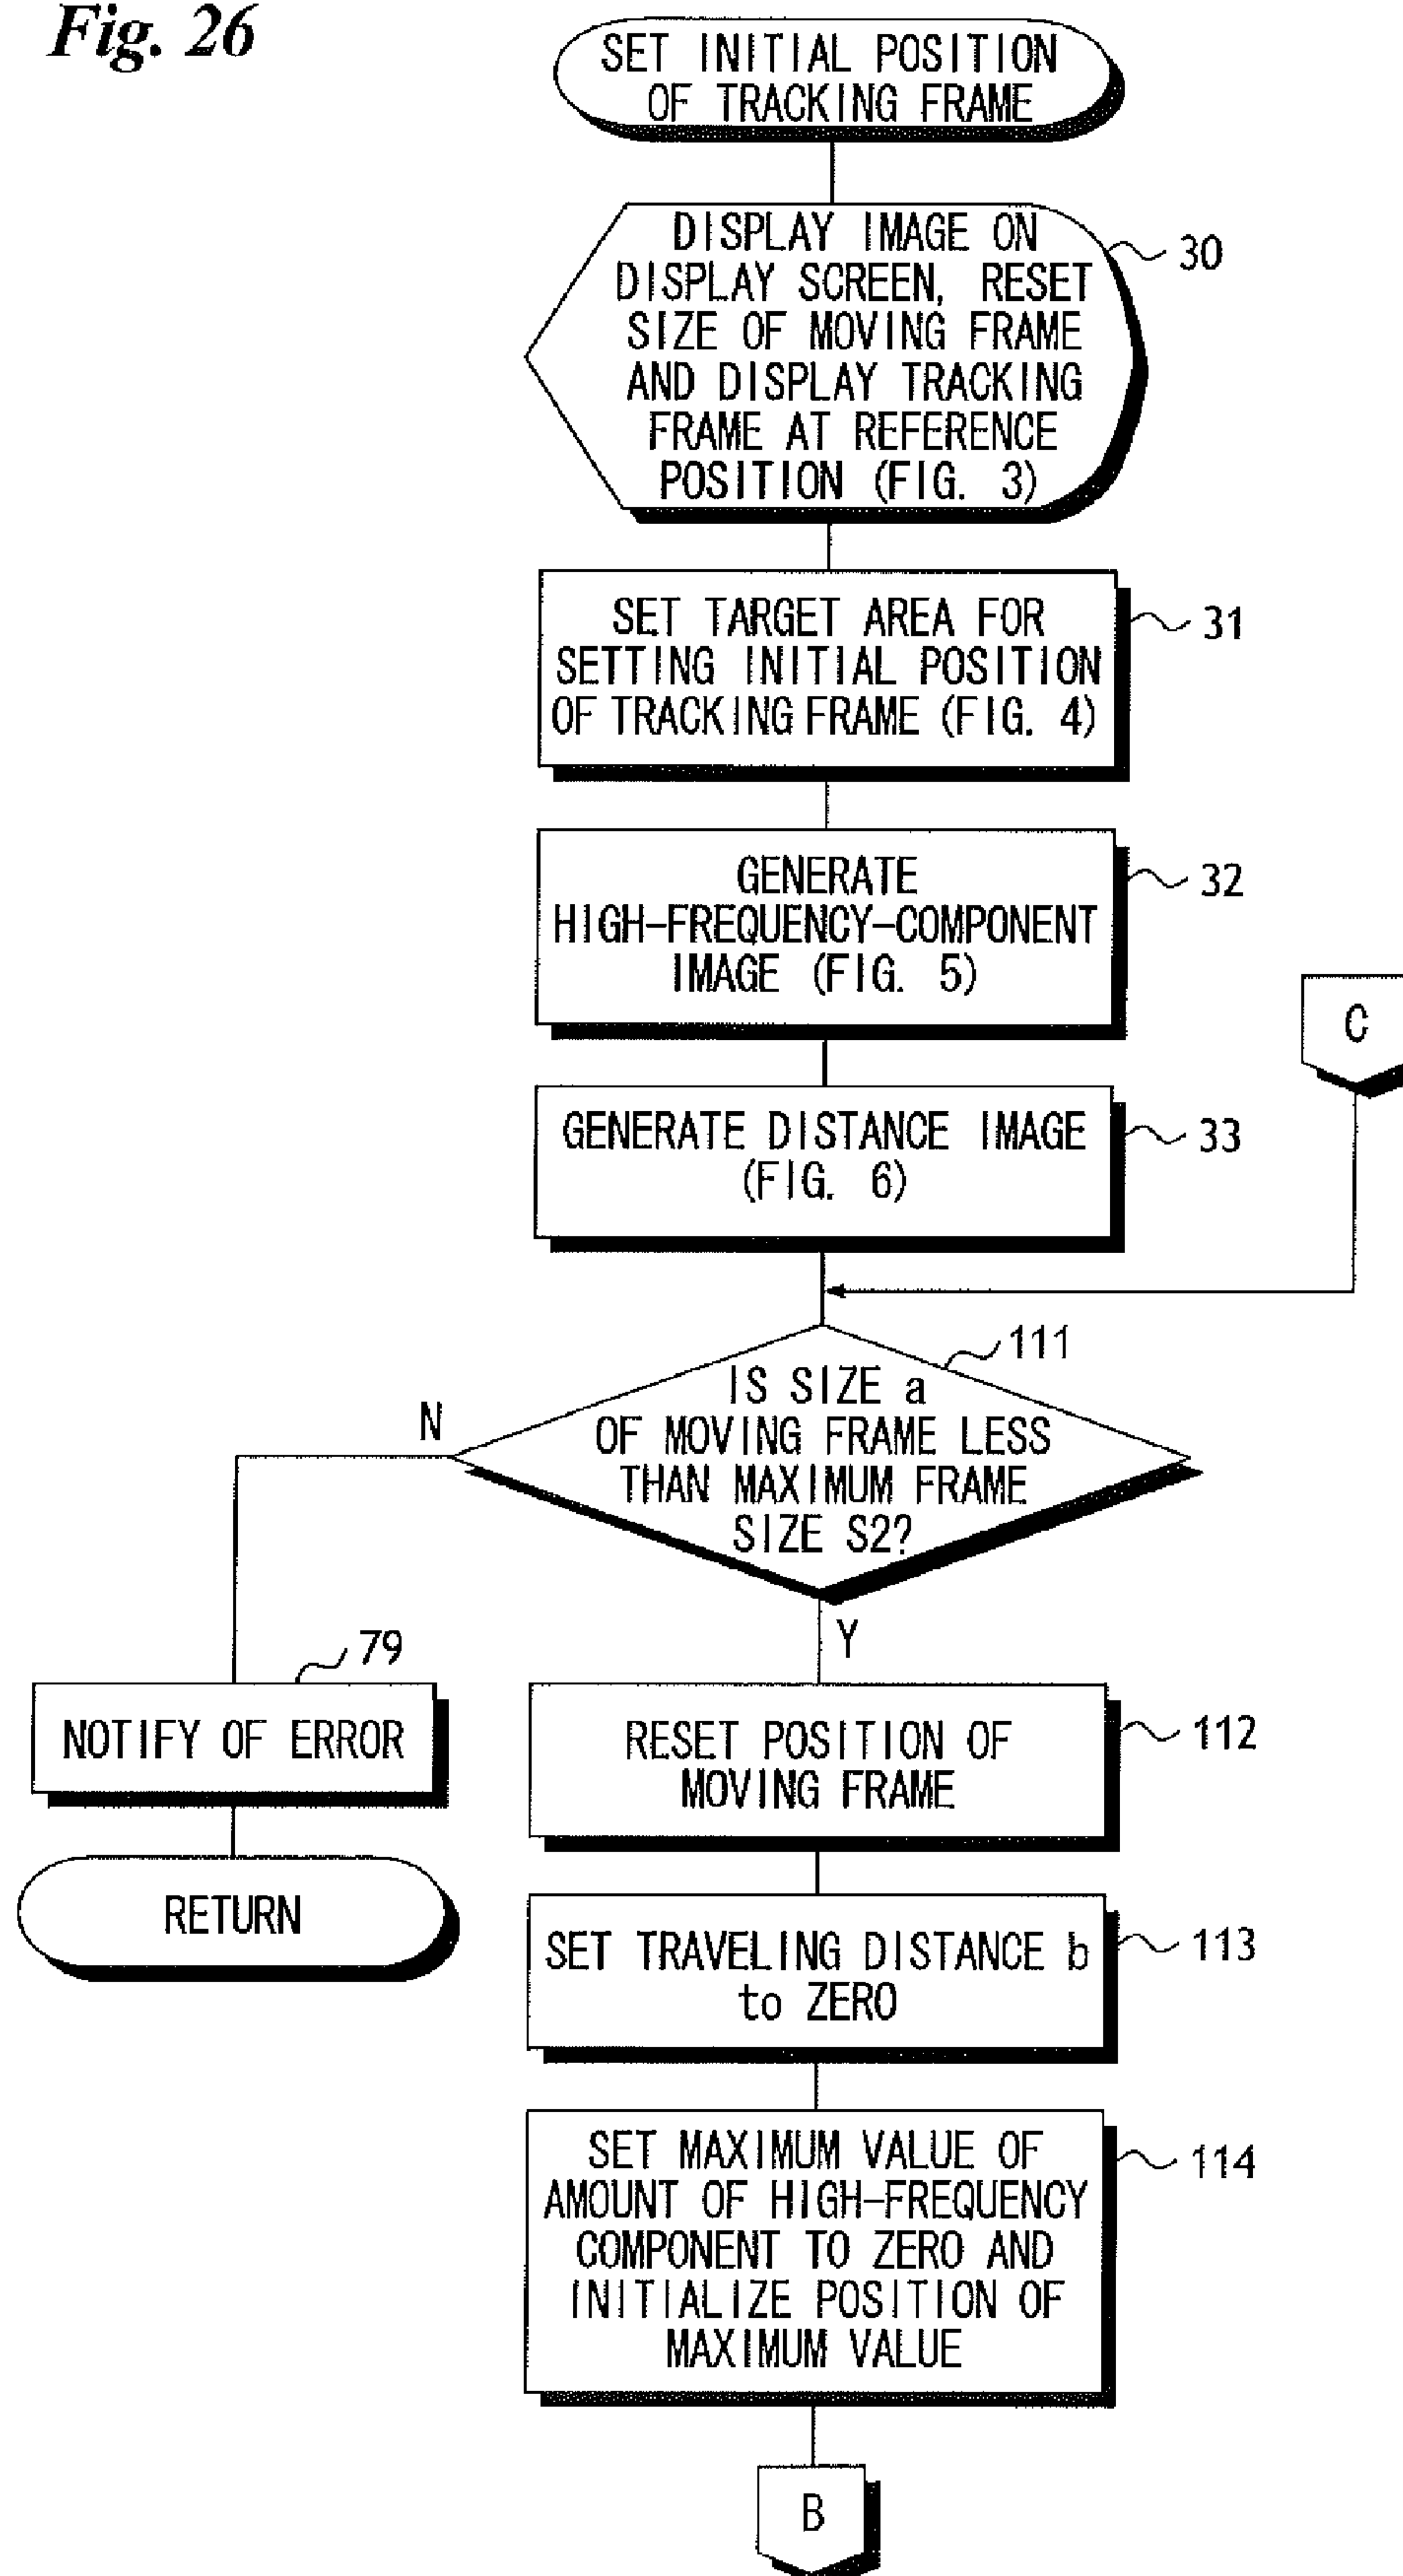 Fig. 26
SET INITIAL POSITION
OF TRACKING FRAME
DISPLAY IMAGE ON
DISPLAY SCREEN, RESET
SIZE OF MOVING FRAME
AND DISPLAY TRACKING
FRAME AT REFERENCE
POSITION (FIG. 3)
30
SET TARGET AREA FOR
SETTING INITIAL POSITION
OF TRACKING FRAME (FIG. 4)
31
GENERATE
HIGH-FREQUENCY-COMPONENT
IMAGE (FIG. 5)
32
C
GENERATE DISTANCE IMAGE
(FIG. 6)
33
111
IS SIZE a
OF MOVING FRAME LESS
THAN MAXIMUM FRAME
SIZE S2?
N
Y
79
NOTIFY OF ERROR
RETURN
RESET POSITION OF
MOVING FRAME
112
SET TRAVELING DISTANCE b
to ZERO
113
SET MAXIMUM VALUE OF
AMOUNT OF HIGH-FREQUENCY
COMPONENT TO ZERO AND
INITIALIZE POSITION OF
MAXIMUM VALUE
114
B